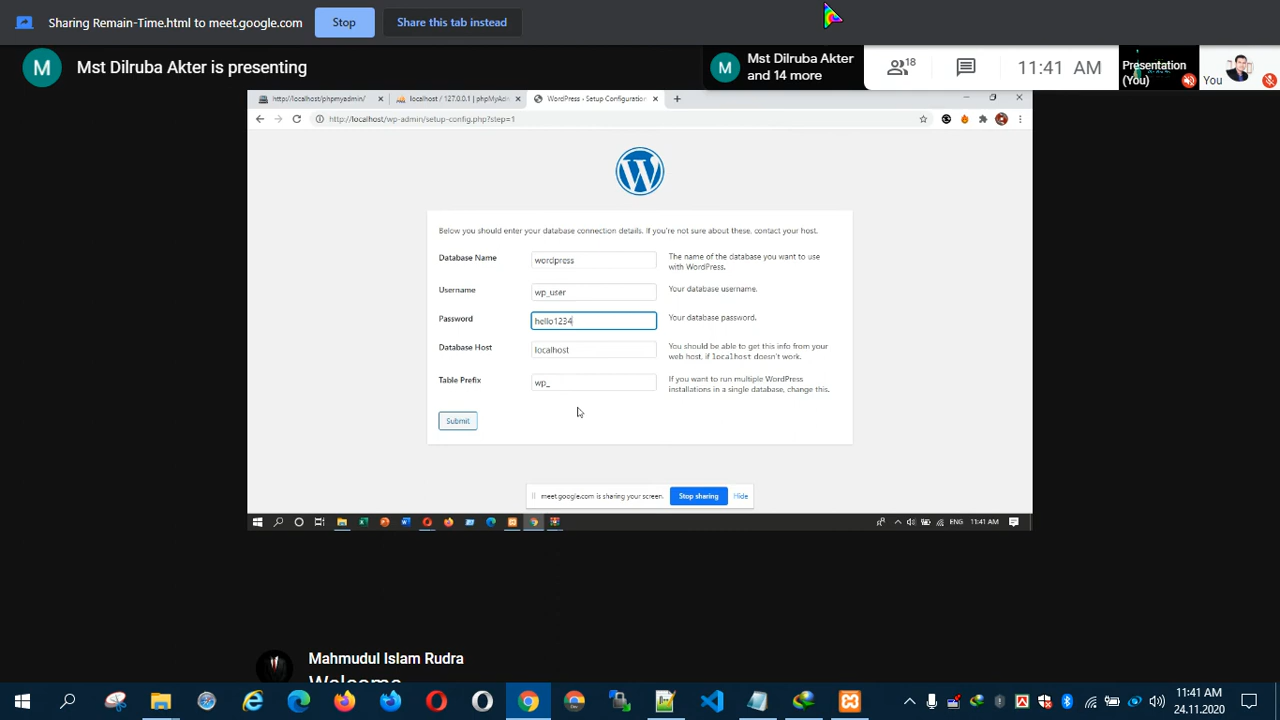 Sharing Remain-Time.html to meet.google.com Stop Share this tab instead
M Mst Dilruba Akter is presenting
M Mst Dilruba Akter
and 14 more
18
11:41 AM
Presentation
(You)
You
http://localhost/phpmyadmin/
localhost / 127.0.0.1 | phpMyAd
WordPress - Setup Configuration
http://localhost/wp-admin/setup-config.php?step=1
W
Below you should enter your database connection details. If you're not sure about these, contact your host.
Database Name wordpress The name of the database you want to use
with WordPress.
Username wp_user Your database username.
Password hello1234 Your database password.
Database Host localhost You should be able to get this info from your
web host, if localhost doesn't work.
Table Prefix wp_ If you want to run multiple WordPress
installations in a single database, change this.
Submit
meet.google.com is sharing your screen. Stop sharing Hide
ENG 11:41 AM
Mahmudul Islam Rudra
Welcome
11:41 AM
24.11.2020